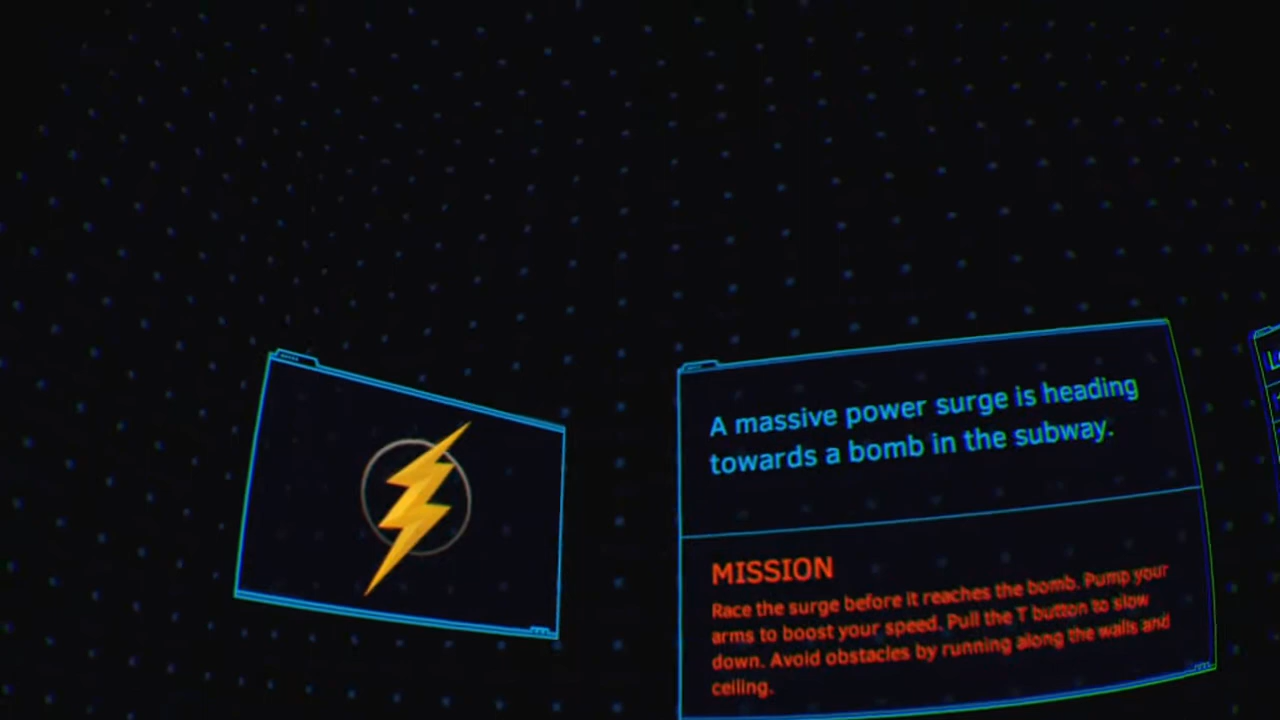 A massive power surge is heading
towards a bomb in the subway.
MISSION
Race the surge before it reaches the bomb. Pump your
arms to boost your speed. Pull the T button to slow
down. Avoid obstacles by running along the walls and
ceiling.